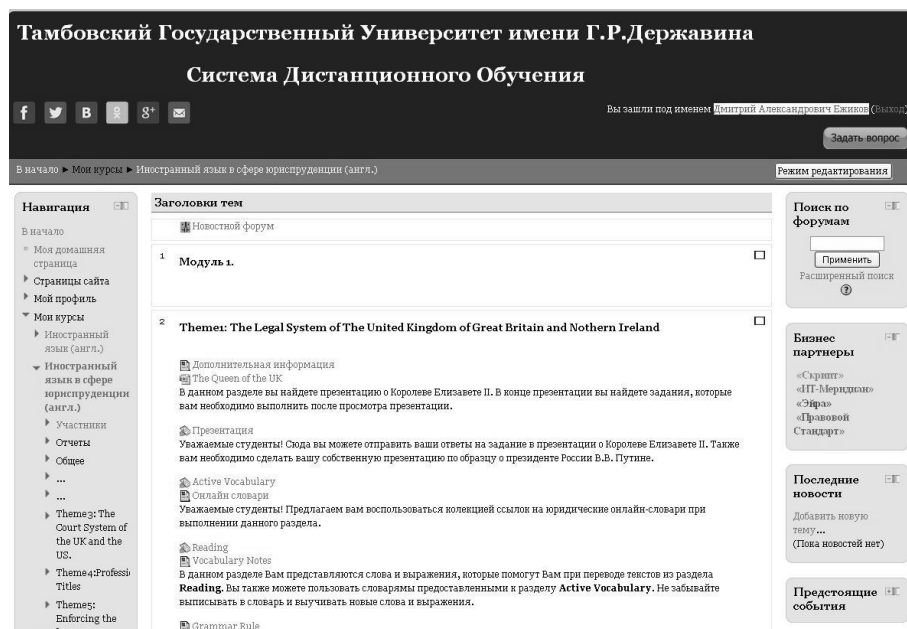 Тамбовский Государственный Университет имени Г.Р.Державина
Система Дистанционного Обучения
Вы зашли под именем Дмитрий Александрович Ежиков (Выход)
Задать вопрос
В начало ► Мои курсы ► Иностранный язык в сфере юриспруденции (англ.)
Режим редактирования
Навигация
В начало
Моя домашняя
страница
Страницы сайта
Мой профиль
Мои курсы
Иностранный
язык (англ.)
Иностранный
язык в сфере
юриспруденции
(англ.)
Участники
Отчеты
Общее
...
...
Theme3: The
Court System of
the UK and the
US.
Theme4:Professi
Titles
Theme5:
Enforcing the
Заголовки тем
Новостной форум
1
Модуль 1.
2
Theme1: The Legal System of The United Kingdom of Great Britain and Nothern Ireland
Дополнительная информация
The Queen of the UK
В данном разделе вы найдете презентацию о Королеве Елизавете II. В конце презентации вы найдете задания, которые
вам необходимо выполнить после просмотра презентации.
Презентация
Уважаемые студенты! Сюда вы можете отправить ваши ответы на задание в презентации о Королеве Елизавете II. Также
вам необходимо сделать вашу собственную презентацию по образцу о президенте России В.В. Путине.
Active Vocabulary
Онлайн словари
Уважаемые студенты! Предлагаем вам воспользоваться колекцией ссылок на юридические онлайн-словари при
выполнении данного раздела.
Reading
Vocabulary Notes
В данном разделе Вам представляются слова и выражения, которые помогут Вам при переводе текстов из раздела
Reading. Вы также можете пользовать словарямы предоставленными к разделу Active Vocabulary. Не забывайте
выписывать в словарь и выучивать новые слова и выражения.
Grammar Rule
Поиск по
форумам
Применить
Расширенный поиск
Бизнес
партнеры
«Скрипт»
«ИТ-Меридиан»
«Эйра»
«Правовой
Стандарт»
Последние
новости
Добавить новую
тему...
(Пока новостей нет)
Предстоящие
события